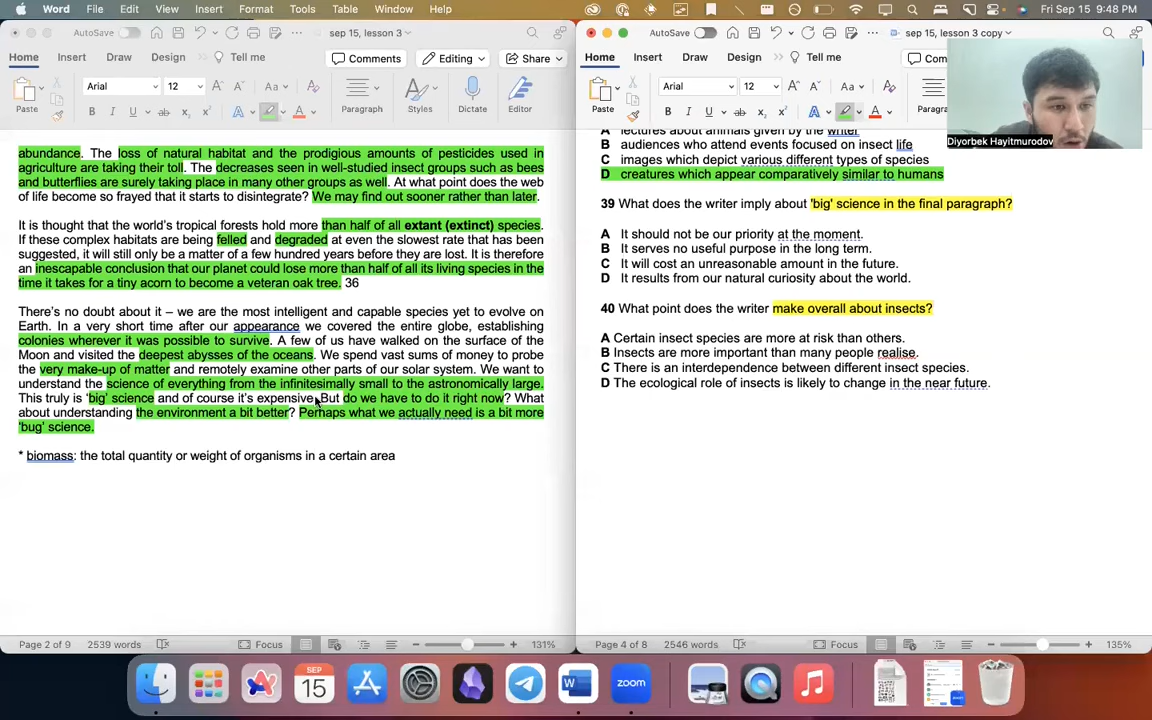 Word File Edit View Insert Format Tools Table Window Help Fri Sep 15 9:48 PM
AutoSave sep 15, lesson 3
Home Insert Draw Design Tell me Comments Editing Share
Paste Arial 12 Aa Paragraph Styles Dictate Editor
B I U ab x₂ x² A A
abundance. The loss of natural habitat and the prodigious amounts of pesticides used in
agriculture are taking their toll. The decreases seen in well-studied insect groups such as bees
and butterflies are surely taking place in many other groups as well. At what point does the web
of life become so frayed that it starts to disintegrate? We may find out sooner rather than later.
It is thought that the world's tropical forests hold more than half of all extant (extinct) species.
If these complex habitats are being felled and degraded at even the slowest rate that has been
suggested, it will still only be a matter of a few hundred years before they are lost. It is therefore
an inescapable conclusion that our planet could lose more than half of all its living species in the
time it takes for a tiny acorn to become a veteran oak tree. 36
There's no doubt about it – we are the most intelligent and capable species yet to evolve on
Earth. In a very short time after our appearance we covered the entire globe, establishing
colonies wherever it was possible to survive. A few of us have walked on the surface of the
Moon and visited the deepest abysses of the oceans. We spend vast sums of money to probe
the very make-up of matter and remotely examine other parts of our solar system. We want to
understand the science of everything from the infinitesimally small to the astronomically large.
This truly is 'big' science and of course it's expensive. But do we have to do it right now? What
about understanding the environment a bit better? Perhaps what we actually need is a bit more
'bug' science.
* biomass: the total quantity or weight of organisms in a certain area
Page 2 of 9 2539 words Focus 131%
AutoSave sep 15, lesson 3 copy
Home Insert Draw Design Tell me Com
Paste Arial 12 Aa Paragra
B I U ab x₂ x² A A
Diyorbek Hayitmurodov
A lectures about animals given by the writer
B audiences who attend events focused on insect life
C images which depict various different types of species
D creatures which appear comparatively similar to humans
39 What does the writer imply about 'big' science in the final paragraph?
A It should not be our priority at the moment.
B It serves no useful purpose in the long term.
C It will cost an unreasonable amount in the future.
D It results from our natural curiosity about the world.
40 What point does the writer make overall about insects?
A Certain insect species are more at risk than others.
B Insects are more important than many people realise.
C There is an interdependence between different insect species.
D The ecological role of insects is likely to change in the near future.
Page 4 of 8 2546 words Focus 135%
SEP
15
W
zoom